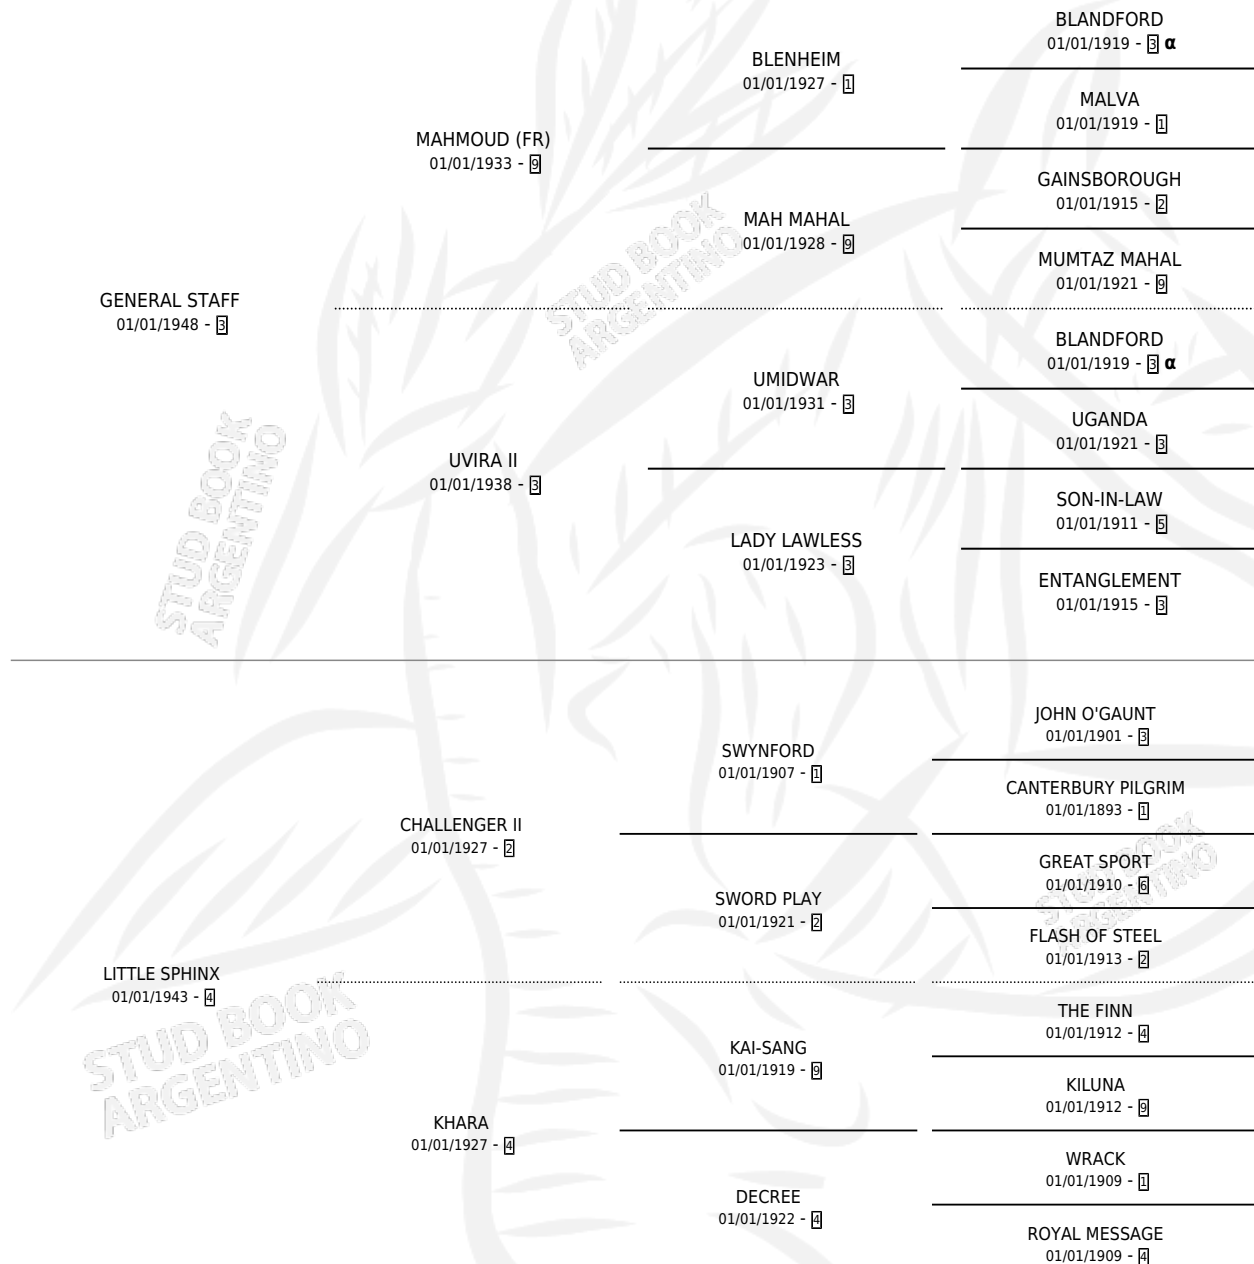 BLANDFORD
01/01/1919 - 3 α
BLENHEIM
01/01/1927 - 1
MALVA
01/01/1919 - 1
MAHMOUD (FR)
01/01/1933 - 9
GAINSBOROUGH
01/01/1915 - 2
MAH MAHAL
01/01/1928 - 9
MUMTAZ MAHAL
01/01/1921 - 9
GENERAL STAFF
01/01/1948 - 3
BLANDFORD
01/01/1919 - 3 α
UMIDWAR
01/01/1931 - 3
UGANDA
01/01/1921 - 3
UVIRA II
01/01/1938 - 3
SON-IN-LAW
01/01/1911 - 5
LADY LAWLESS
01/01/1923 - 3
ENTANGLEMENT
01/01/1915 - 3
JOHN O'GAUNT
01/01/1901 - 3
SWYNFORD
01/01/1907 - 1
CANTERBURY PILGRIM
01/01/1893 - 1
CHALLENGER II
01/01/1927 - 2
GREAT SPORT
01/01/1910 - 6
SWORD PLAY
01/01/1921 - 2
FLASH OF STEEL
01/01/1913 - 2
LITTLE SPHINX
01/01/1943 - 4
THE FINN
01/01/1912 - 4
KAI-SANG
01/01/1919 - 9
KILUNA
01/01/1912 - 9
KHARA
01/01/1927 - 4
WRACK
01/01/1909 - 1
DECREE
01/01/1922 - 4
ROYAL MESSAGE
01/01/1909 - 4
STUD BOOK
ARGENTINO
STUD BOOK
ARGENTINO
STUD BOOK
ARGENTINO
STUD BOOK
ARGENTINO